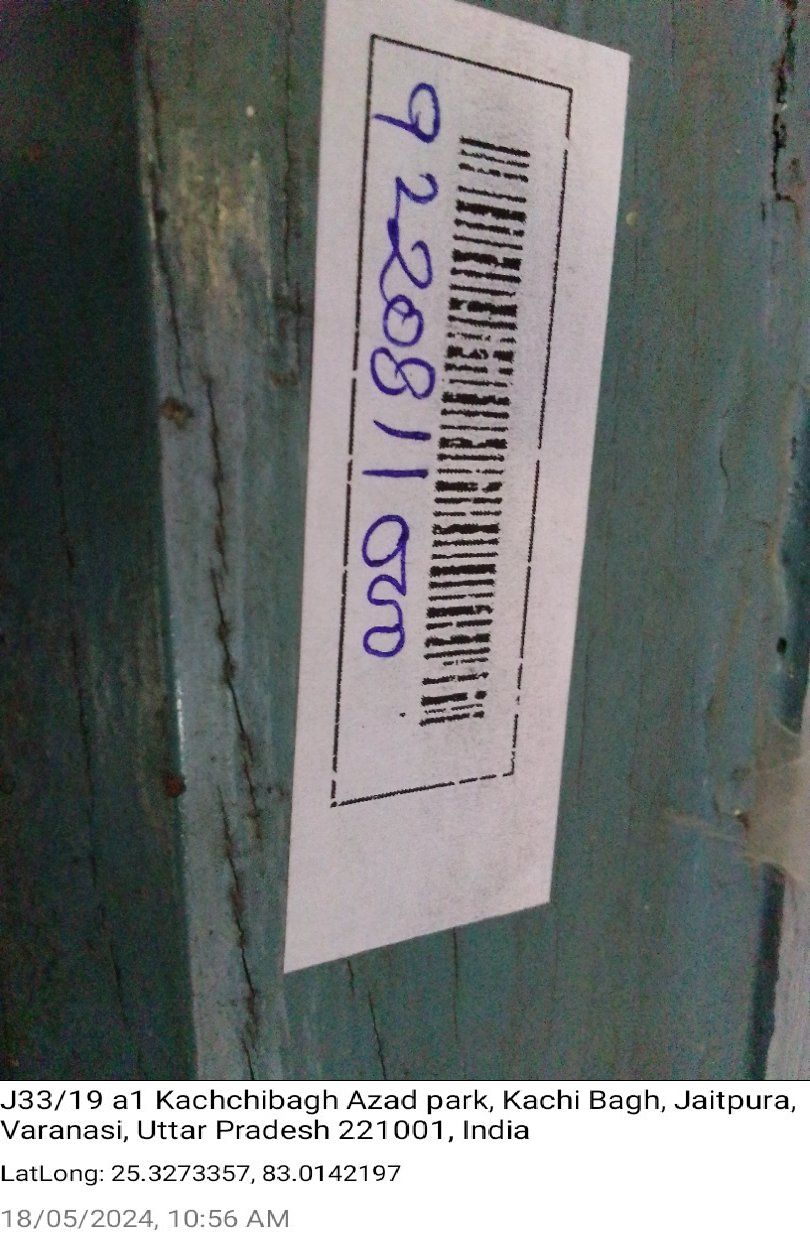 9220811050
J33/19 a1 Kachchibagh Azad park, Kachi Bagh, Jaitpura,
Varanasi, Uttar Pradesh 221001, India
LatLong: 25.3273357, 83.0142197
18/05/2024, 10:56 AM